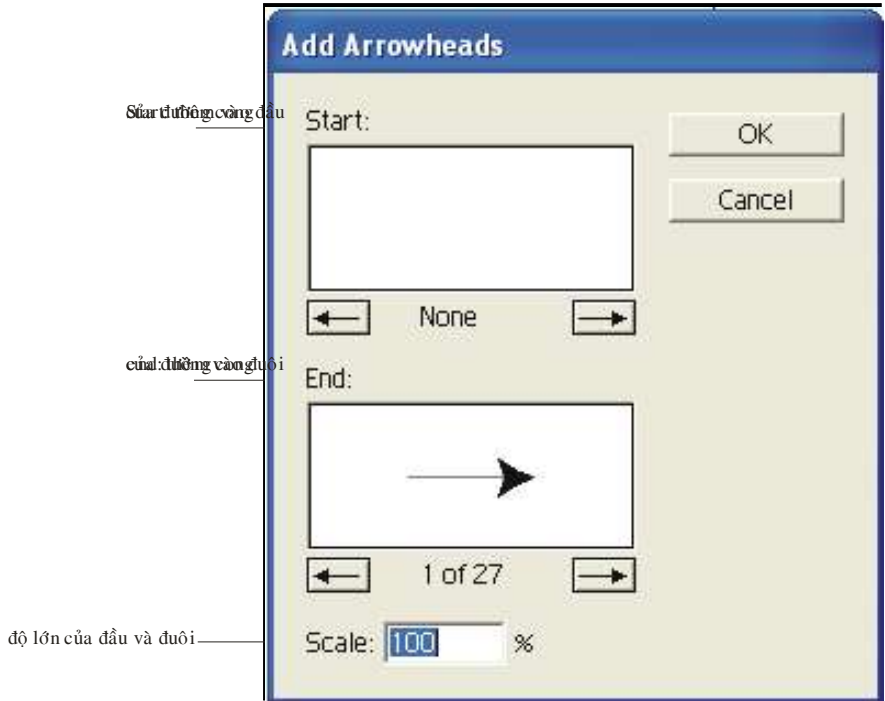 Add Arrowheads
Start:
OK
Cancel
None
End:
1 of 27
độ lớn của đầu và đuôi
Scale: 100 %